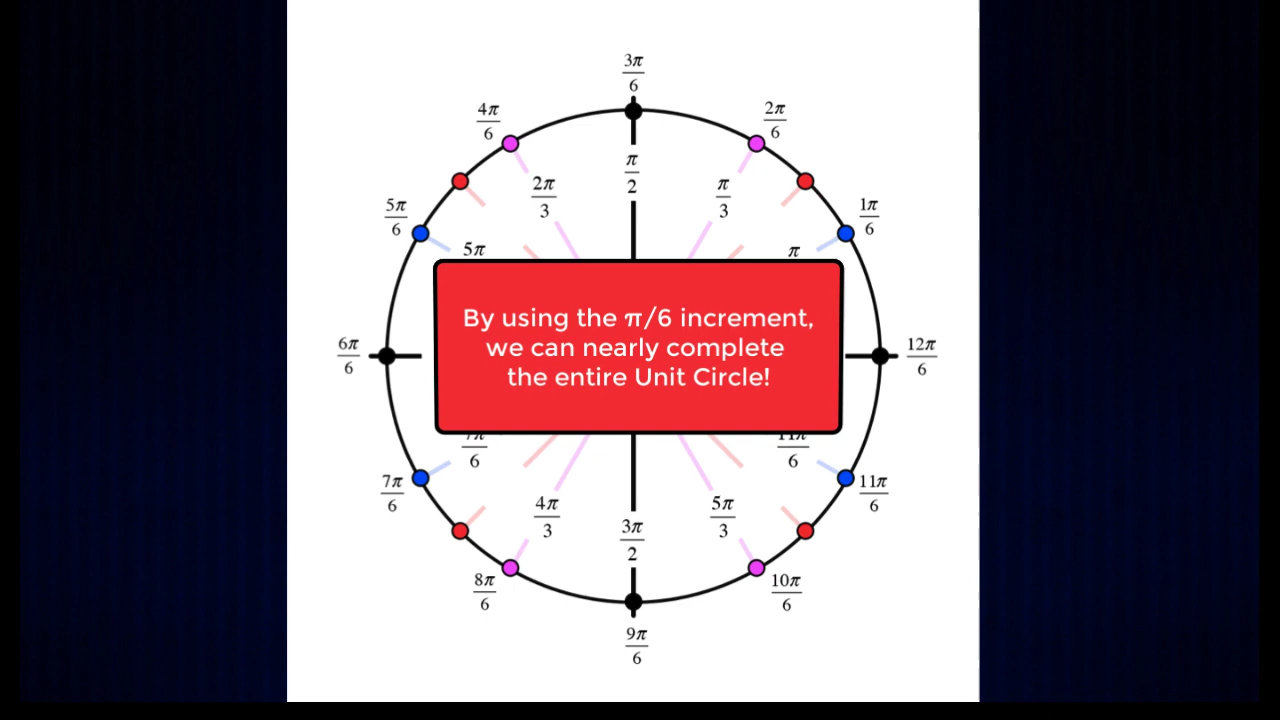 3π/6
4π/6
2π/6
π/2
2π/3
π/3
5π/6
1π/6
5π
π
By using the π/6 increment,
we can nearly complete
the entire Unit Circle!
6π/6
12π/6
7π/6
11π/6
7π/6
11π/6
4π/3
5π/3
3π/2
8π/6
10π/6
9π/6